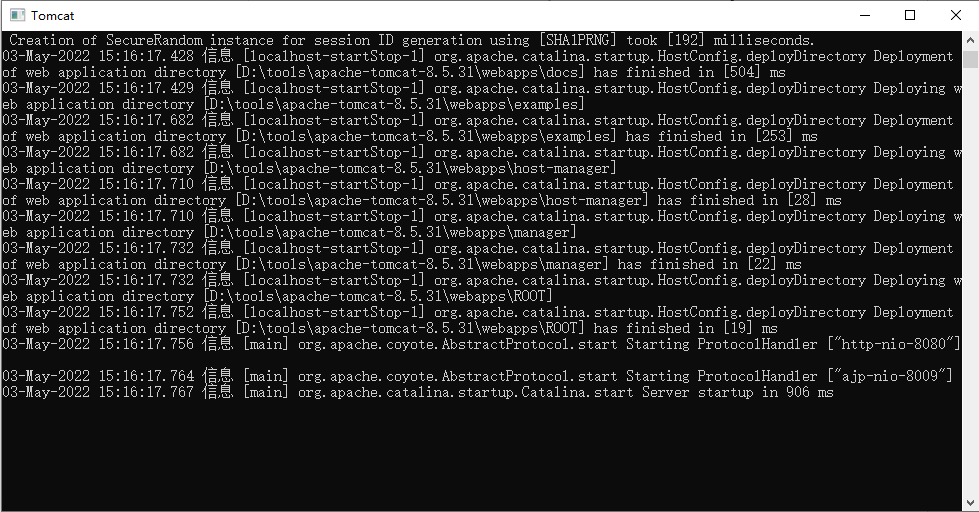 Tomcat
Creation of SecureRandom instance for session ID generation using [SHA1PRNG] took [192] milliseconds.
03-May-2022 15:16:17.428 信息 [localhost-startStop-1] org.apache.catalina.startup.HostConfig.deployDirectory Deployment
of web application directory [D:\tools\apache-tomcat-8.5.31\webapps\docs] has finished in [504] ms
03-May-2022 15:16:17.429 信息 [localhost-startStop-1] org.apache.catalina.startup.HostConfig.deployDirectory Deploying w
eb application directory [D:\tools\apache-tomcat-8.5.31\webapps\examples]
03-May-2022 15:16:17.682 信息 [localhost-startStop-1] org.apache.catalina.startup.HostConfig.deployDirectory Deployment
of web application directory [D:\tools\apache-tomcat-8.5.31\webapps\examples] has finished in [253] ms
03-May-2022 15:16:17.682 信息 [localhost-startStop-1] org.apache.catalina.startup.HostConfig.deployDirectory Deploying w
eb application directory [D:\tools\apache-tomcat-8.5.31\webapps\host-manager]
03-May-2022 15:16:17.710 信息 [localhost-startStop-1] org.apache.catalina.startup.HostConfig.deployDirectory Deployment
of web application directory [D:\tools\apache-tomcat-8.5.31\webapps\host-manager] has finished in [28] ms
03-May-2022 15:16:17.710 信息 [localhost-startStop-1] org.apache.catalina.startup.HostConfig.deployDirectory Deploying w
eb application directory [D:\tools\apache-tomcat-8.5.31\webapps\manager]
03-May-2022 15:16:17.732 信息 [localhost-startStop-1] org.apache.catalina.startup.HostConfig.deployDirectory Deployment
of web application directory [D:\tools\apache-tomcat-8.5.31\webapps\manager] has finished in [22] ms
03-May-2022 15:16:17.732 信息 [localhost-startStop-1] org.apache.catalina.startup.HostConfig.deployDirectory Deploying w
eb application directory [D:\tools\apache-tomcat-8.5.31\webapps\ROOT]
03-May-2022 15:16:17.752 信息 [localhost-startStop-1] org.apache.catalina.startup.HostConfig.deployDirectory Deployment
of web application directory [D:\tools\apache-tomcat-8.5.31\webapps\ROOT] has finished in [19] ms
03-May-2022 15:16:17.756 信息 [main] org.apache.coyote.AbstractProtocol.start Starting ProtocolHandler ["http-nio-8080"]
03-May-2022 15:16:17.764 信息 [main] org.apache.coyote.AbstractProtocol.start Starting ProtocolHandler ["ajp-nio-8009"]
03-May-2022 15:16:17.767 信息 [main] org.apache.catalina.startup.Catalina.start Server startup in 906 ms